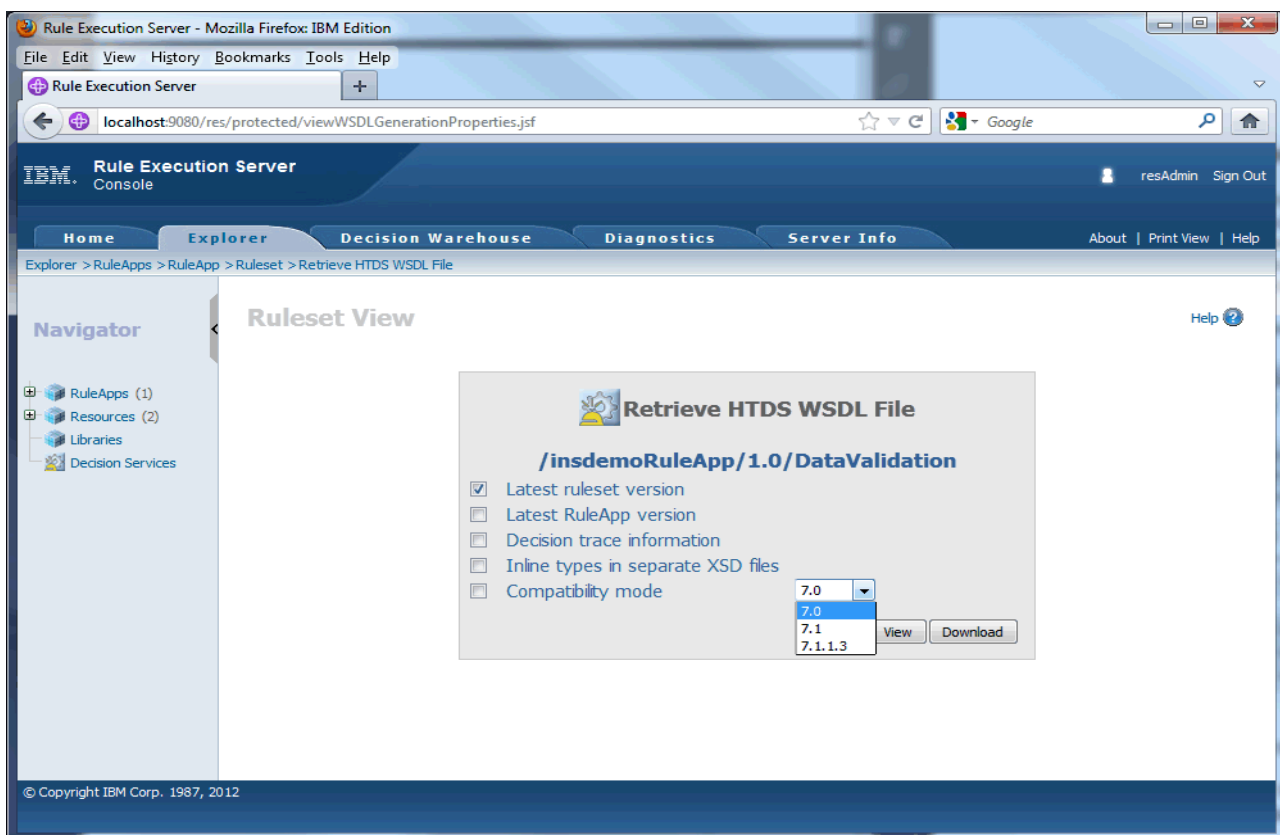 Rule Execution Server - Mozilla Firefox: IBM Edition
File Edit View History Bookmarks Tools Help
Rule Execution Server
localhost:9080/res/protected/viewWSDLGenerationProperties.jsf
Google
IBM. Rule Execution Server
Console
resAdmin Sign Out
Home Explorer Decision Warehouse Diagnostics Server Info
About | Print View | Help
Explorer > RuleApps > RuleApp > Ruleset > Retrieve HTDS WSDL File
Navigator
RuleApps (1)
Resources (2)
Libraries
Decision Services
Ruleset View
Help
Retrieve HTDS WSDL File
/insdemoRuleApp/1.0/DataValidation
Latest ruleset version
Latest RuleApp version
Decision trace information
Inline types in separate XSD files
Compatibility mode 7.0
7.0
7.1
7.1.1.3
View Download
© Copyright IBM Corp. 1987, 2012